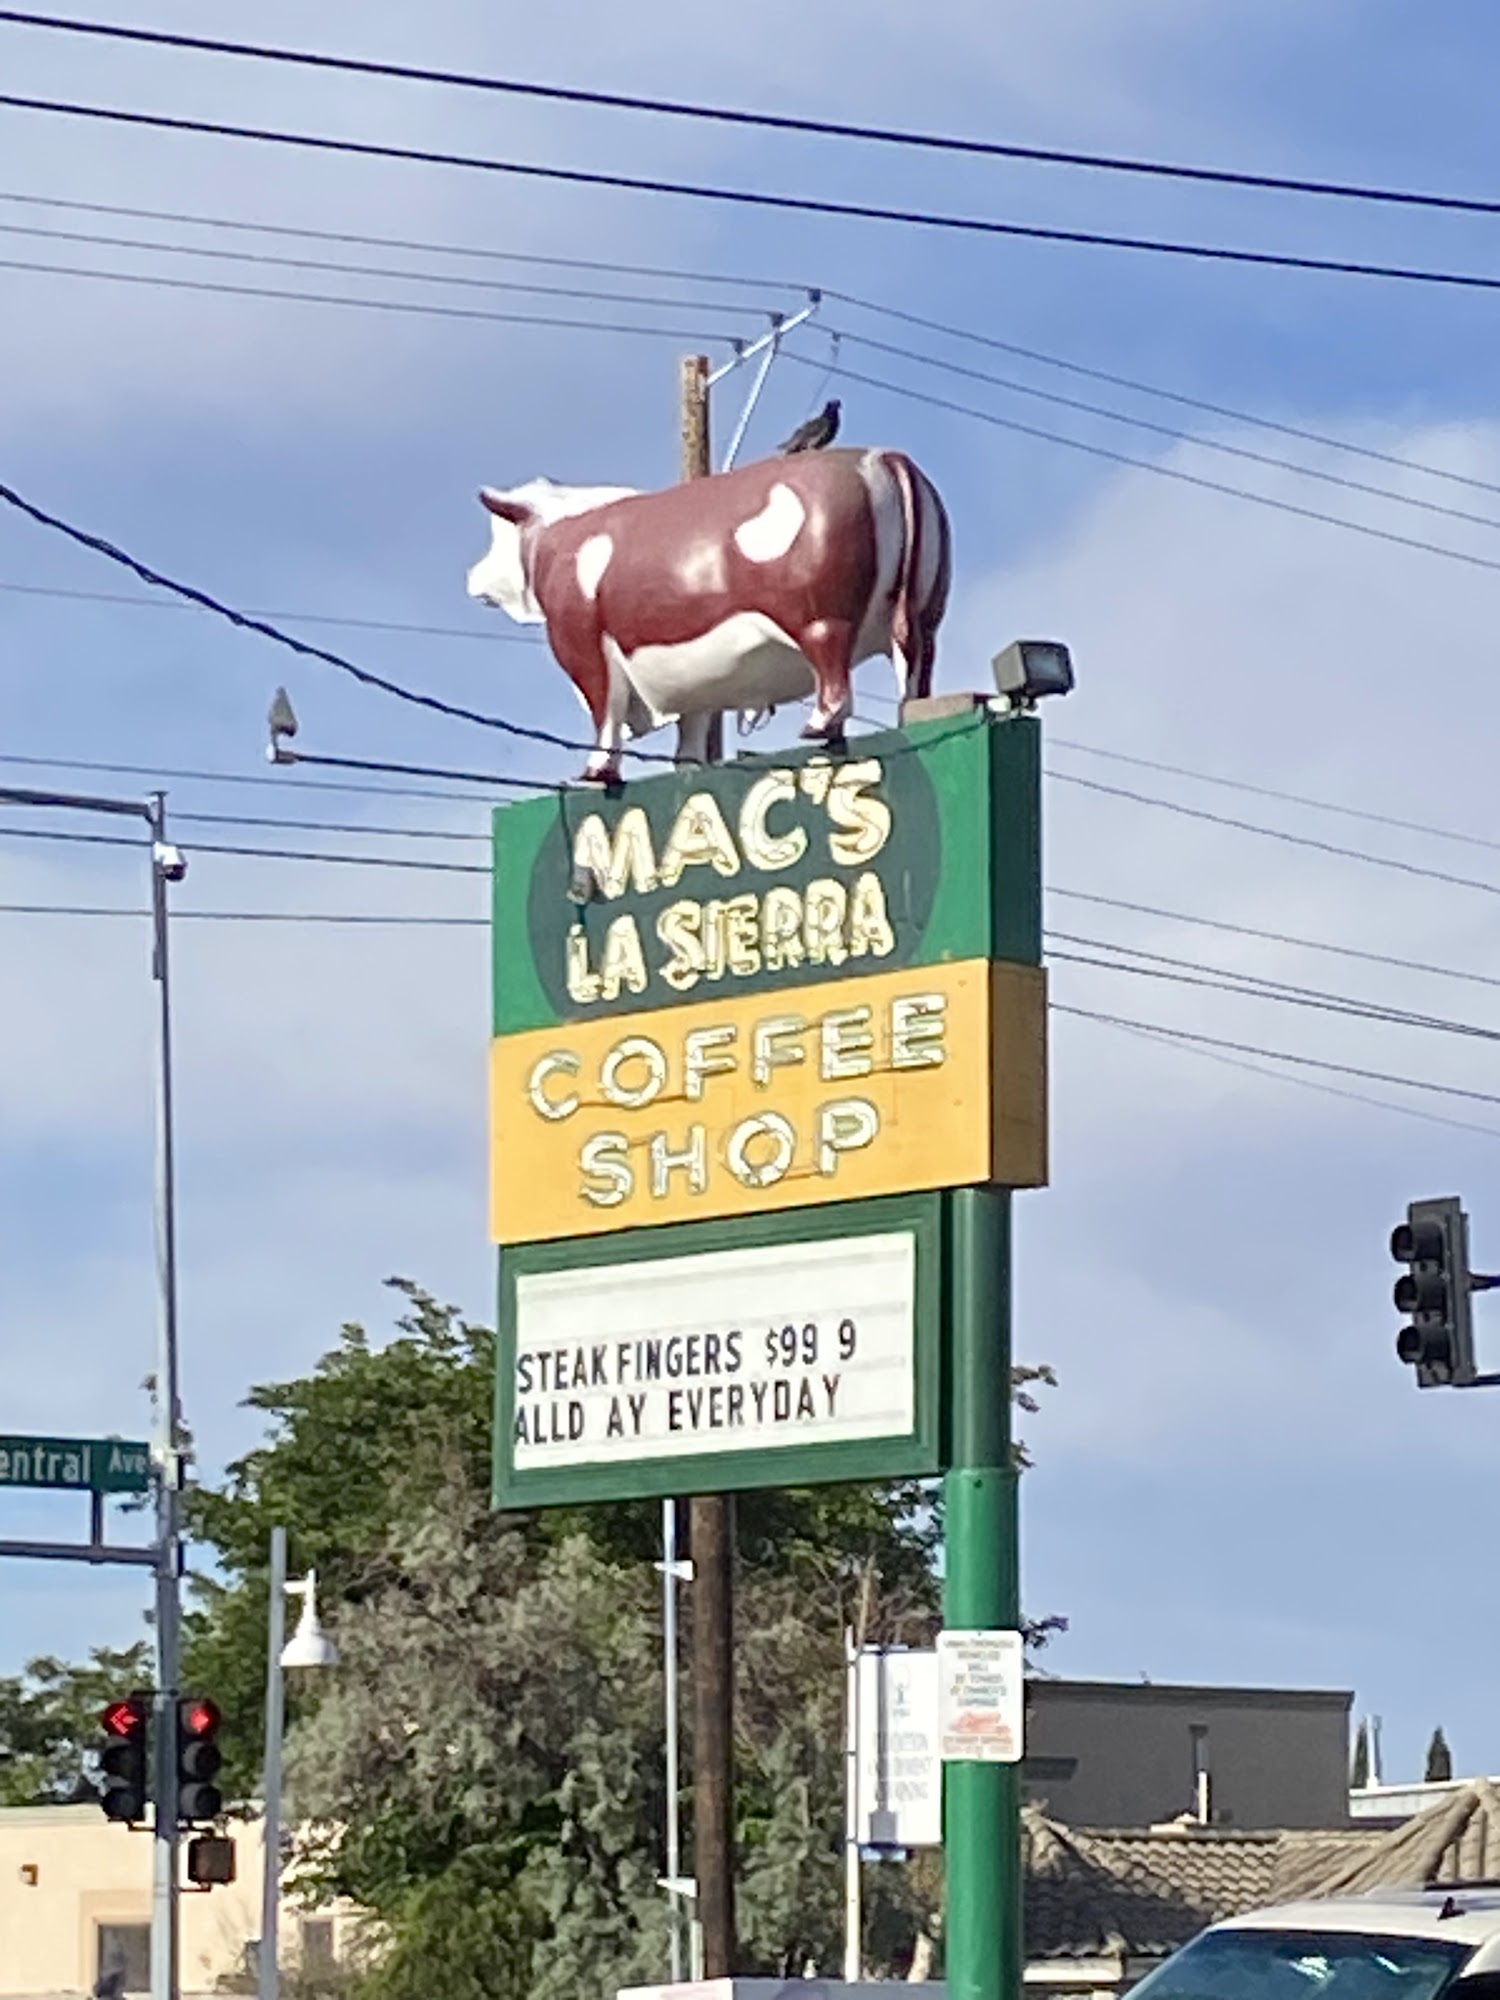 MAC'S
LA SIERRA
COFFEE
SHOP
STEAK FINGERS $99 9
ALLD AY EVERYDAY
entral Ave